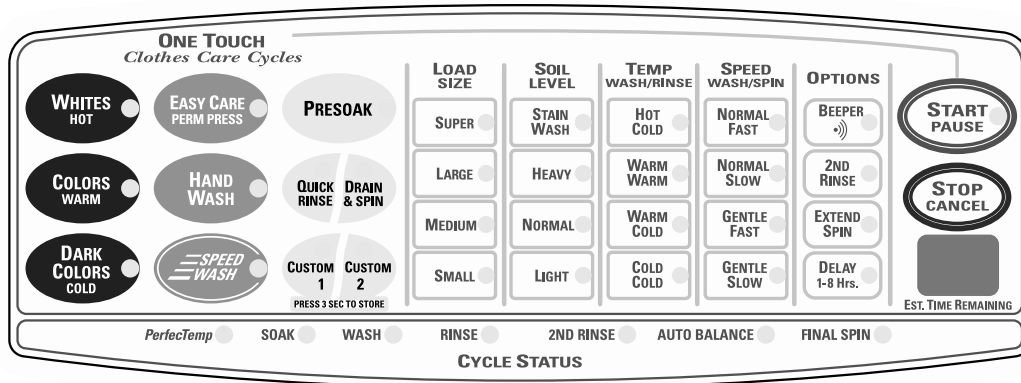 ONE TOUCH
Clothes Care Cycles
WHITES
HOT
EASY CARE
PERM PRESS
PRESOAK
COLORS
WARM
HAND
WASH
QUICK
RINSE
DRAIN
& SPIN
DARK
COLORS
COLD
SPEED
WASH
CUSTOM
1
CUSTOM
2
PRESS 3 SEC TO STORE
LOAD
SIZE
SUPER
LARGE
MEDIUM
SMALL
SOIL
LEVEL
STAIN
WASH
HEAVY
NORMAL
LIGHT
TEMP
WASH/RINSE
HOT
COLD
WARM
WARM
WARM
COLD
COLD
COLD
SPEED
WASH/SPIN
NORMAL
FAST
NORMAL
SLOW
GENTLE
FAST
GENTLE
SLOW
OPTIONS
BEEPER
2ND
RINSE
EXTEND
SPIN
DELAY
1-8 Hrs.
START
PAUSE
STOP
CANCEL
EST. TIME REMAINING
PerfecTemp SOAK WASH RINSE 2ND RINSE AUTO BALANCE FINAL SPIN
CYCLE STATUS